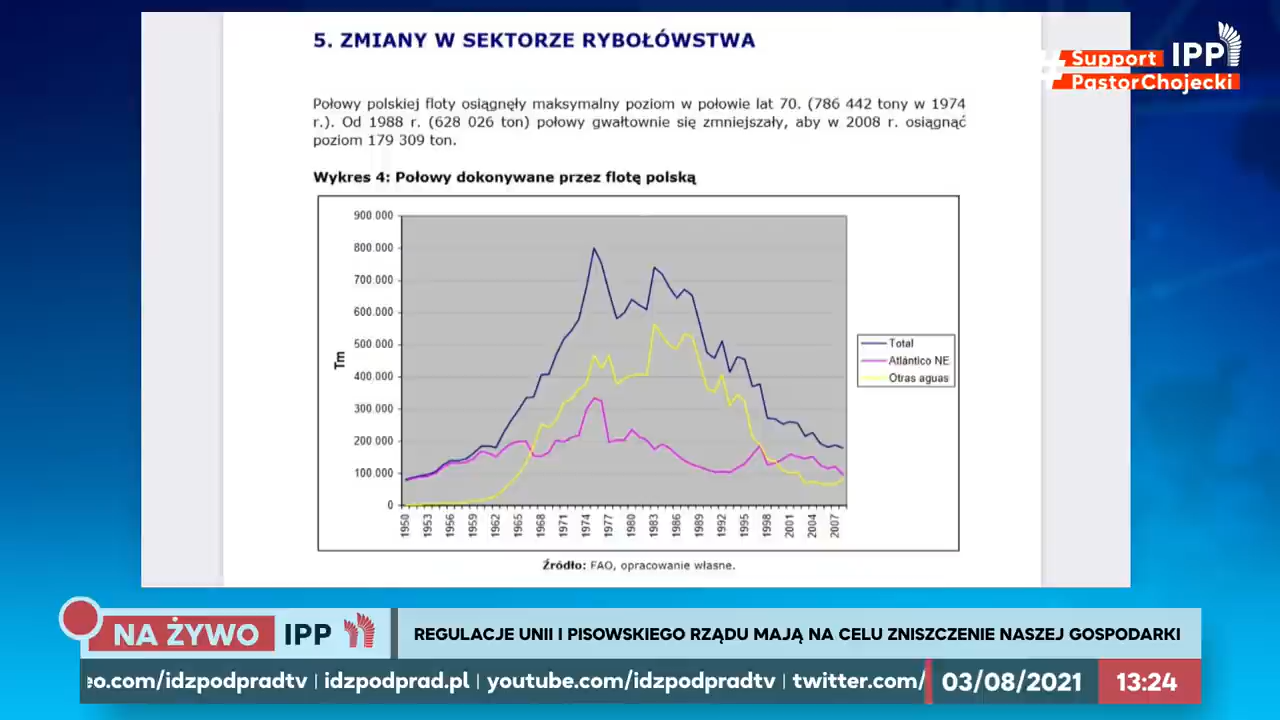 5. ZMIANY W SEKTORZE RYBOŁÓWSTWA
#Support
PastorChojecki
IPP
Połowy polskiej floty osiągnęły maksymalny poziom w połowie lat 70. (786 442 tony w 1974
r.). Od 1988 r. (628 026 ton) połowy gwałtownie się zmniejszały, aby w 2008 r. osiągnąć
poziom 179 309 ton.
Wykres 4: Połowy dokonywane przez flotę polską
900.000
800.000
700.000
600.000
500.000
400.000
300.000
200.000
100.000
0
Tm
1950 1953 1956 1959 1962 1965 1968 1971 1974 1977 1980 1983 1986 1989 1992 1995 1998 2001 2004 2007
Total
Atlántico NE
Otras aguas
Źródło: FAO, opracowanie własne.
NA ŻYWO IPP
REGULACJE UNII I PISOWSKIEGO RZĄDU MAJĄ NA CELU ZNISZCZENIE NASZEJ GOSPODARKI
eo.com/idzpodpradtv | idzpodprad.pl | youtube.com/idzpodpradtv | twitter.com/
03/08/2021
13:24